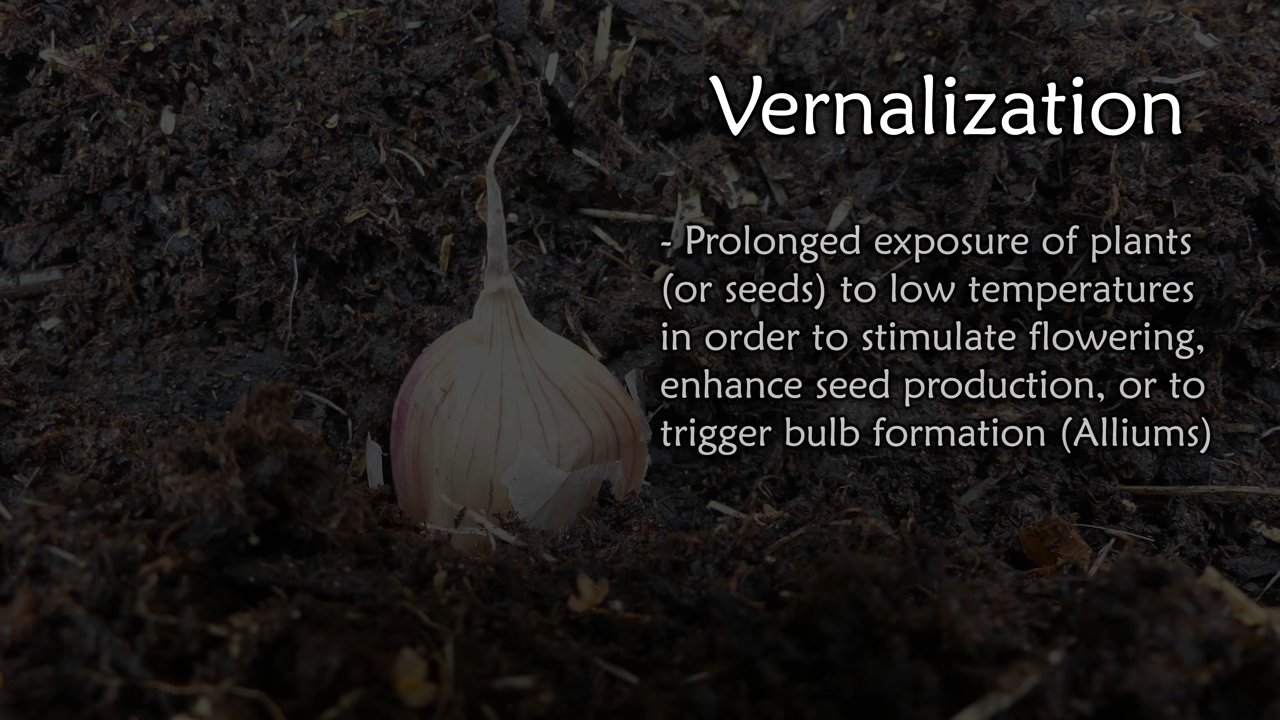 Vernalization
- Prolonged exposure of plants
(or seeds) to low temperatures
in order to stimulate flowering,
enhance seed production, or to
trigger bulb formation (Alliums)